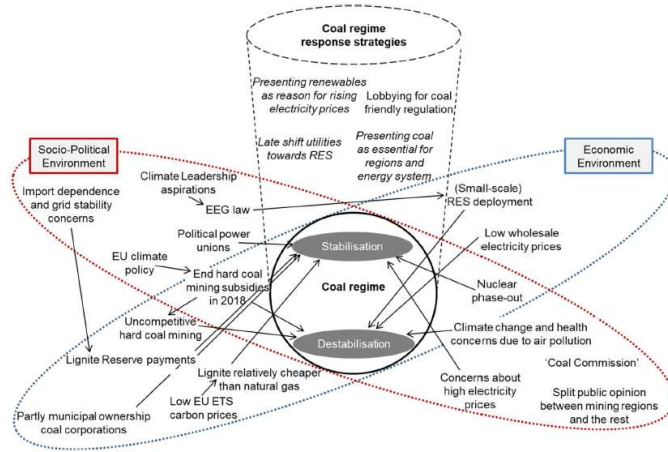 Coal regime
response strategies
Presenting renewables
as reason for rising
electricity prices
Lobbying for coal
friendly regulation
Late shift utilities
towards RES
Presenting coal
as essential for
regions and
energy system
Socio-Political
Environment
Economic
Environment
Import dependence
and grid stability
concerns
Climate Leadership
aspirations
EEG law
(Small-scale)
RES deployment
Political power
unions
Stabilisation
Low wholesale
electricity prices
EU climate
policy
End hard coal
mining subsidies
in 2018
Coal regime
Nuclear
phase-out
Uncompetitive
hard coal mining
Destabilisation
Climate change and health
concerns due to air pollution
Lignite Reserve payments
Lignite relatively cheaper
than natural gas
'Coal Commission'
Concerns about
high electricity
prices
Low EU ETS
carbon prices
Partly municipal ownership
coal corporations
Split public opinion
between mining regions
and the rest